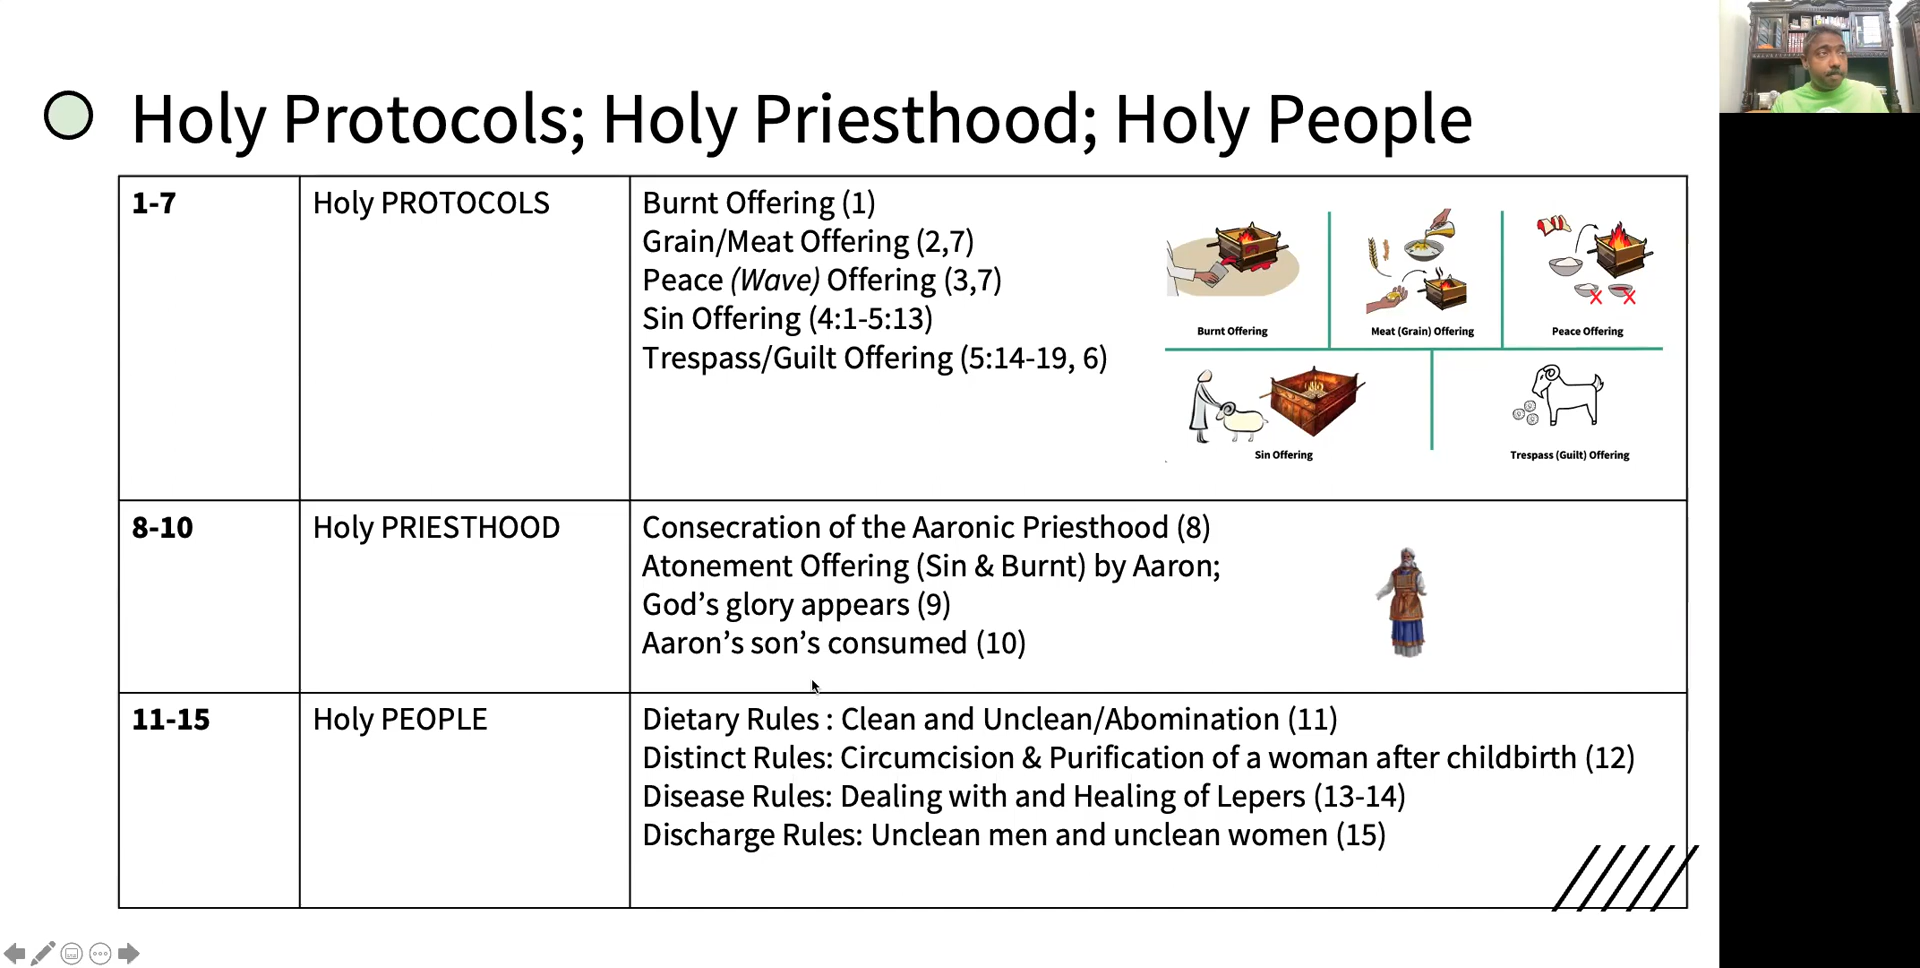 Holy Protocols; Holy Priesthood; Holy People
1-7
Holy PROTOCOLS
Burnt Offering (1)
Grain/Meat Offering (2,7)
Peace (Wave) Offering (3,7)
Sin Offering (4:1-5:13)
Trespass/Guilt Offering (5:14-19, 6)
Burnt Offering
Meat (Grain) Offering
Peace Offering
Sin Offering
Trespass (Guilt) Offering
8-10
Holy PRIESTHOOD
Consecration of the Aaronic Priesthood (8)
Atonement Offering (Sin & Burnt) by Aaron;
God’s glory appears (9)
Aaron’s son’s consumed (10)
11-15
Holy PEOPLE
Dietary Rules : Clean and Unclean/Abomination (11)
Distinct Rules: Circumcision & Purification of a woman after childbirth (12)
Disease Rules: Dealing with and Healing of Lepers (13-14)
Discharge Rules: Unclean men and unclean women (15)